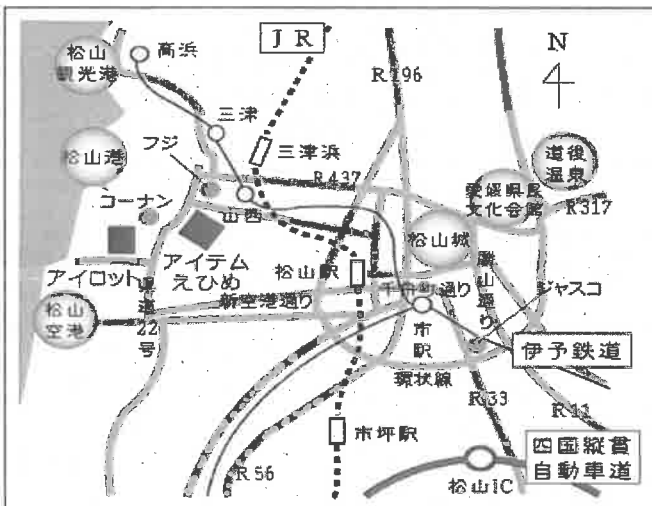 JR
N
松山
観光港
高浜
R196
三津
フジ
三津浜
道後
温泉
松山港
R437
愛媛県民
文化会館
コーナン
山西
R317
松山城
アイテム
えひめ
アイロット
松山駅
勝山通り
千舟町通り
ジャスコ
新空港通り
県道
22
号
松山
空港
市
駅
伊予鉄道
環状線
R33
R11
市坪駅
四国縦貫
自動車道
R56
松山IC